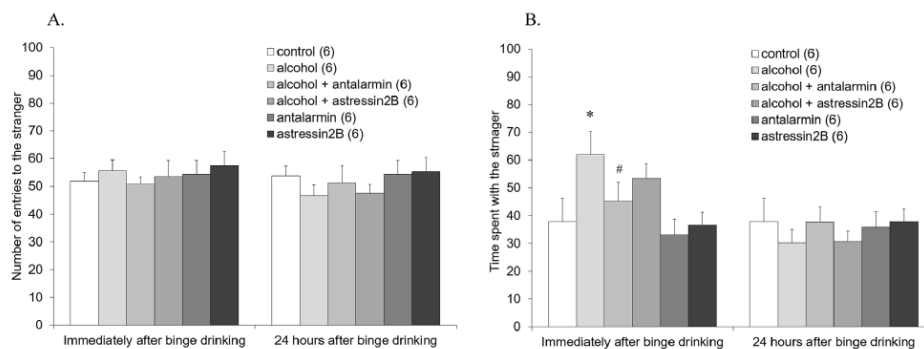 A.
Number of entries to the stranger
100
90
80
70
60
50
40
30
20
10
0
control (6)
alcohol (6)
alcohol + antalarmin (6)
alcohol + astressin2B (6)
antalarmin (6)
astressin2B (6)
Immediately after binge drinking
24 hours after binge drinking
B.
Time spent with the strnager
100
90
80
70
60
50
40
30
20
10
0
control (6)
alcohol (6)
alcohol + antalarmin (6)
alcohol + astressin2B (6)
antalarmin (6)
astressin2B (6)
*
#
Immediately after binge drinking
24 hours after binge drinking